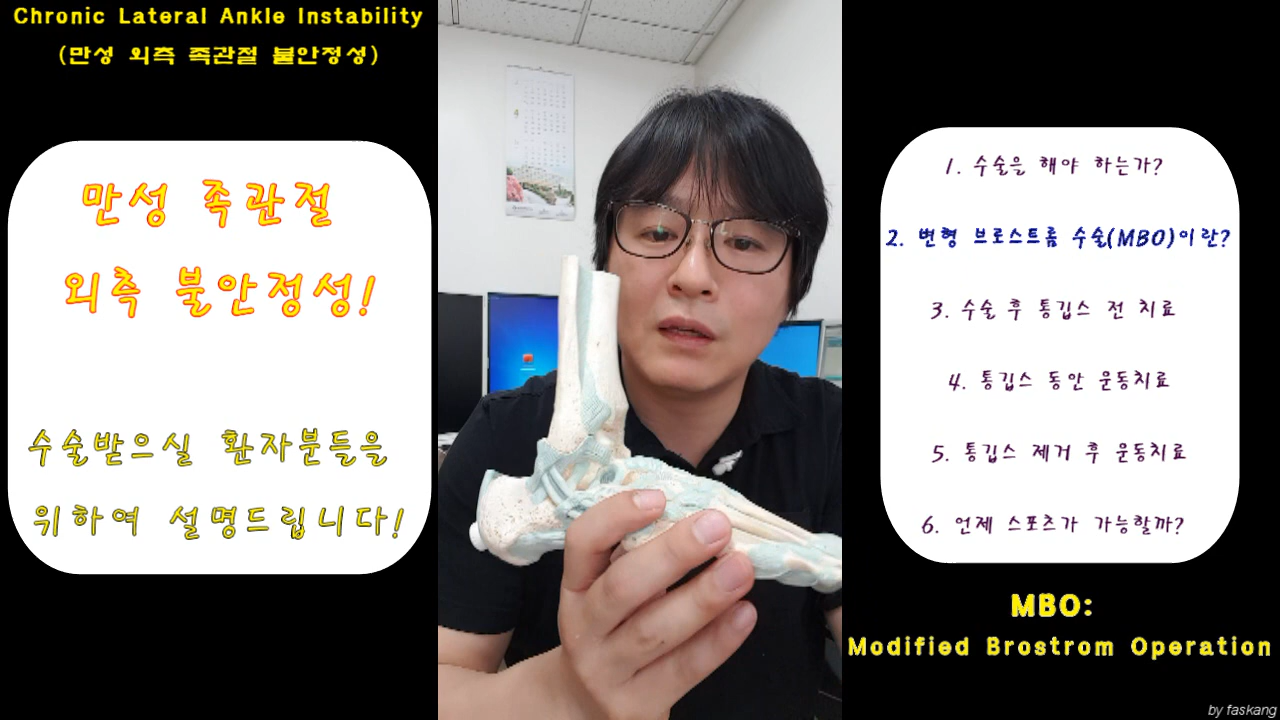 Chronic Lateral Ankle Instability
(만성 외측 족관절 불안정성)
만성 족관절
외측 불안정성!
수술받으실 환자분들을
위하여 설명드립니다!
1. 수술은 해야 하는가?
2. 변형 브로스트롬 수술(MBO)이란?
3. 수술 후 통깁스 전 치료
4. 통깁스 동안 운동치료
5. 통깁스 제거 후 운동치료
6. 언제 스포츠가 가능할까?
MBO:
Modified Brostrom Operation
by faskang